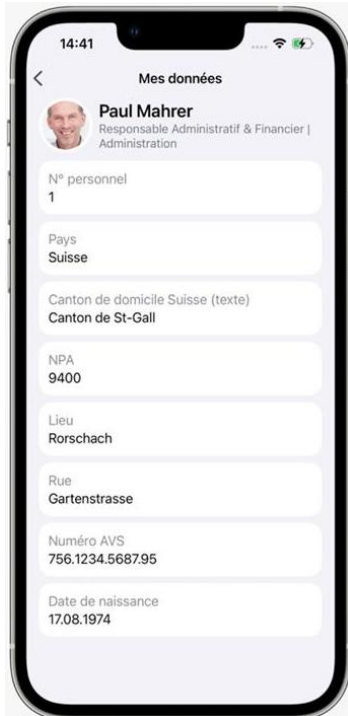 14:41
Mes données
Paul Mahrer
Responsable Administratif & Financier |
Administration
N° personnel
1
Pays
Suisse
Canton de domicile Suisse (texte)
Canton de St-Gall
NPA
9400
Lieu
Rorschach
Rue
Gartenstrasse
Numéro AVS
756.1234.5687.95
Date de naissance
17.08.1974